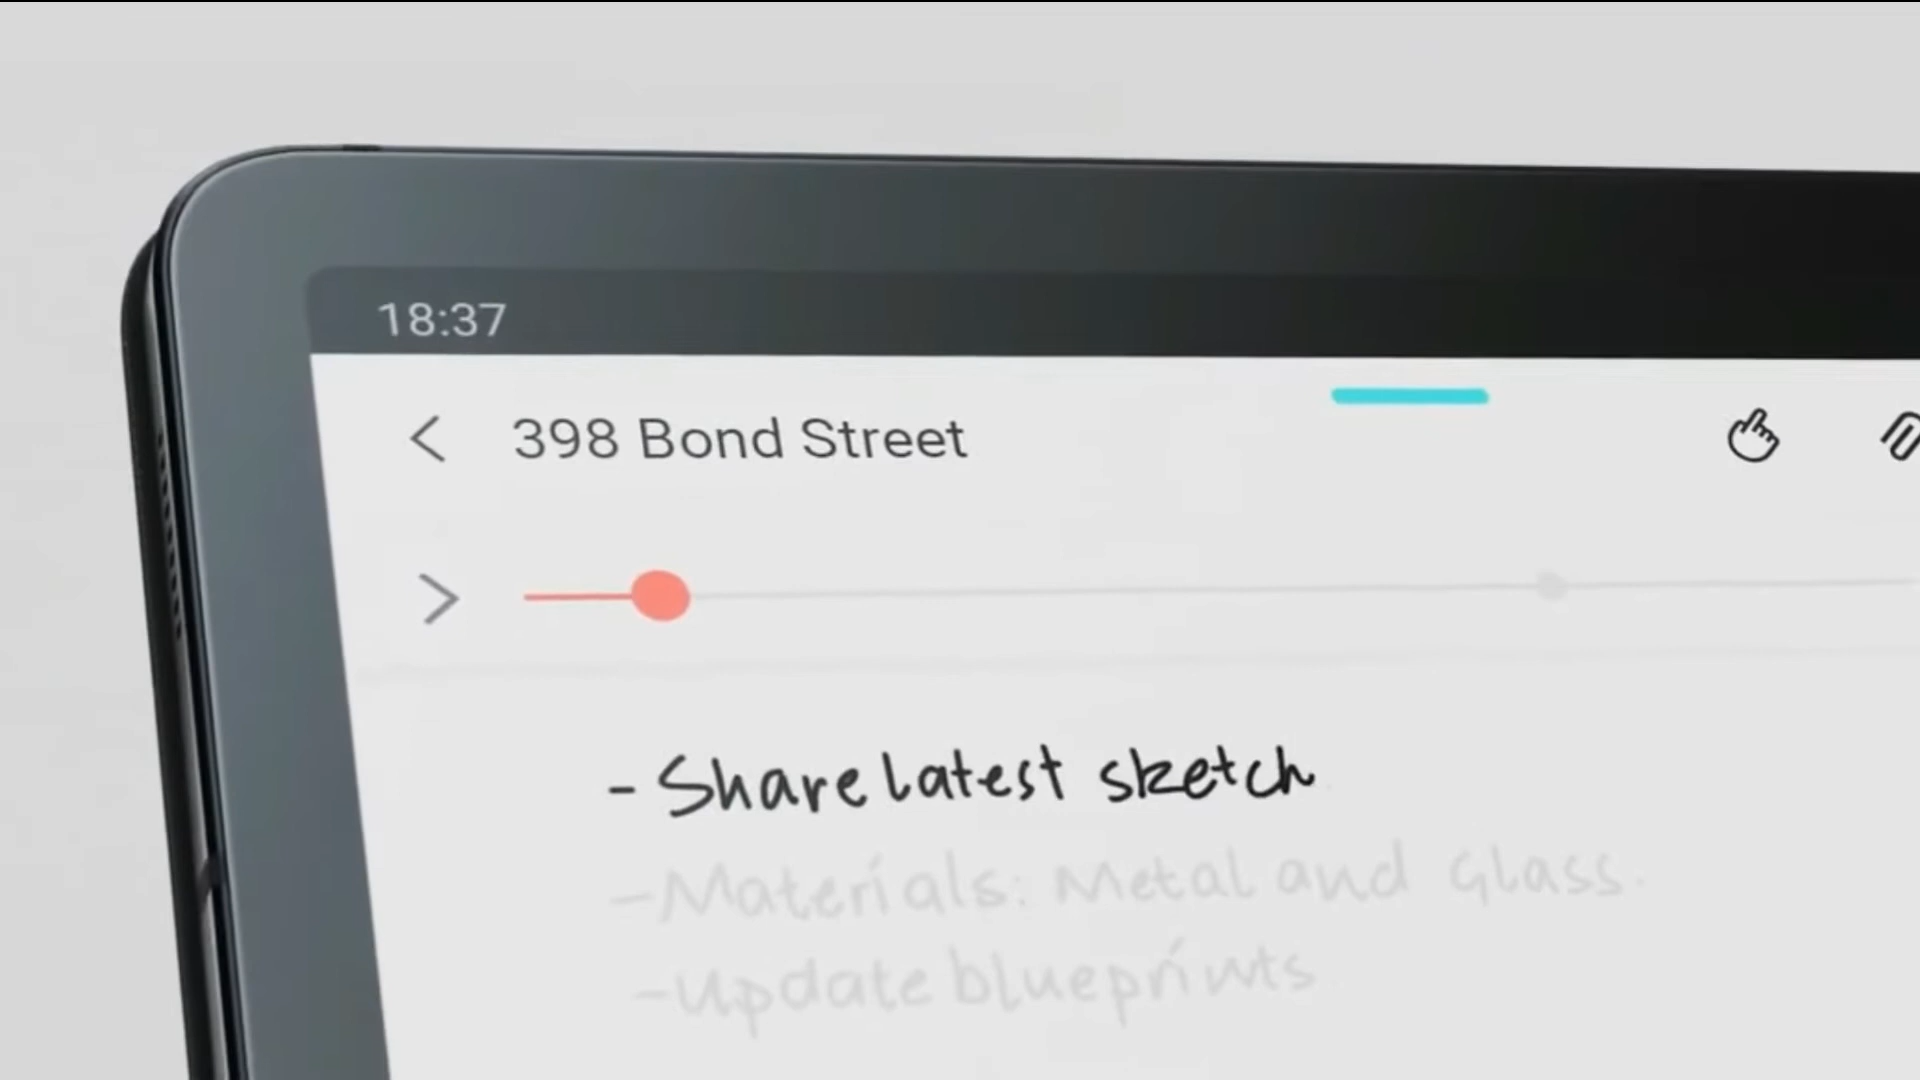 18:37
398 Bond Street
- Share latest sketch
- Materials: Metal and Glass.
- Update blueprints